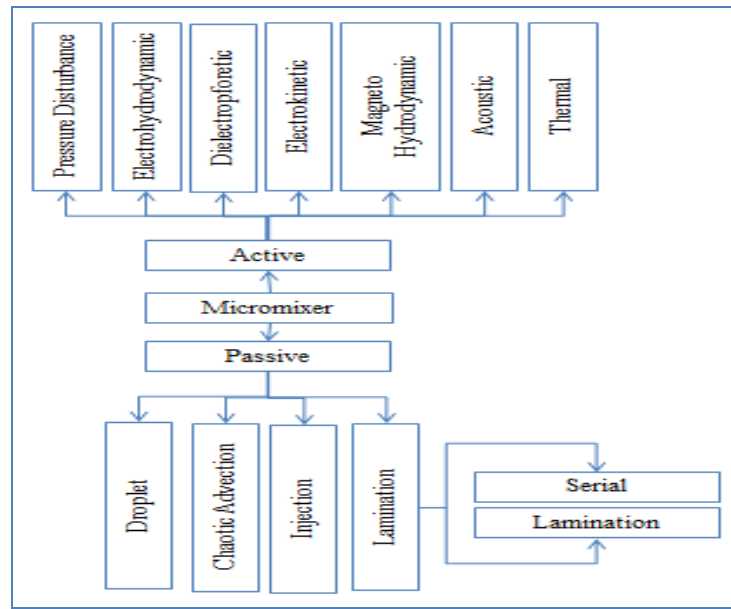 Pressure Disturbance
Electrohydrodynamic
Dielectropforetic
Electrokinetic
Magneto
Hydrodynamic
Acoustic
Thermal
Active
Micromixer
Passive
Droplet
Chaotic Advection
Injection
Lamination
Serial
Lamination